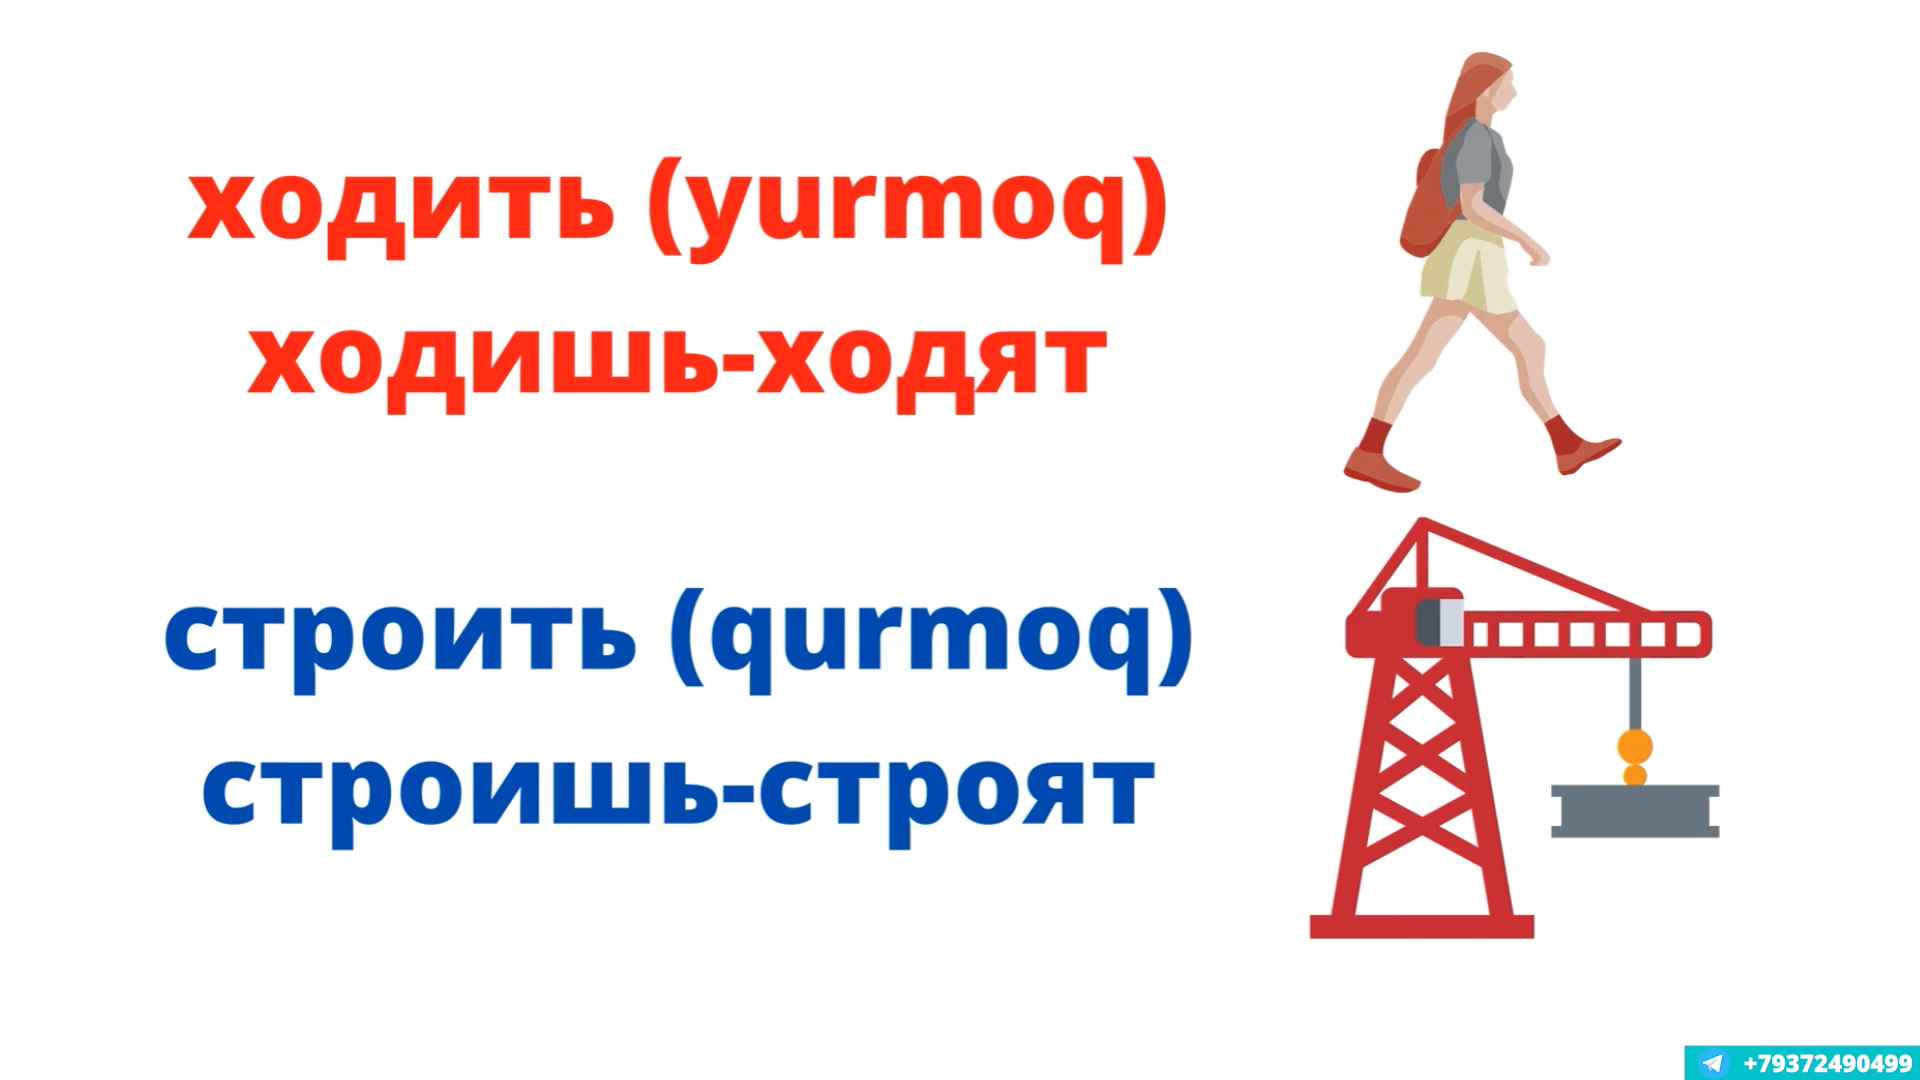 ходить (yurmoq)
ходишь-ходят
строить (qurmoq)
строишь-строят
+79372490499